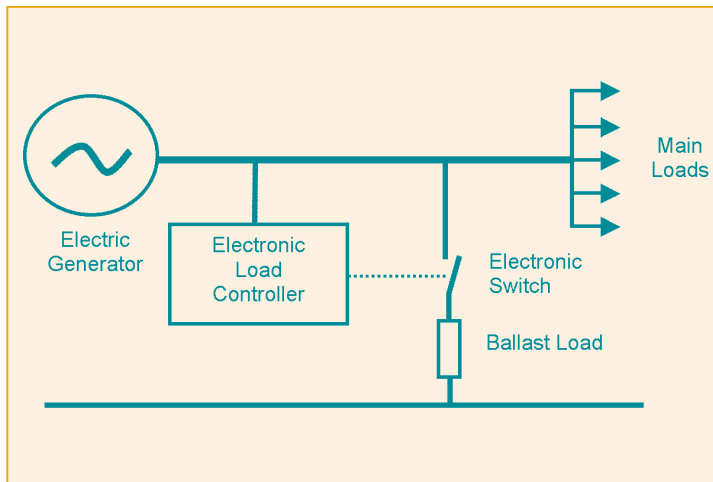 Main
Loads
Electric
Generator
Electronic
Load
Controller
Electronic
Switch
Ballast Load